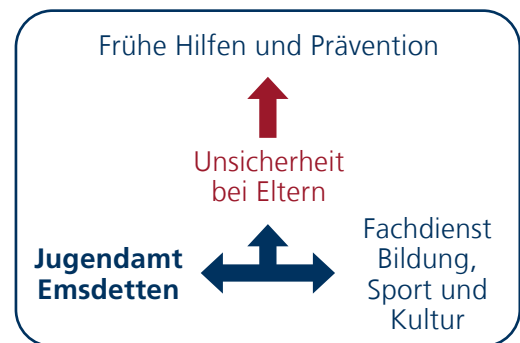 Frühe Hilfen und Prävention
Unsicherheit
bei Eltern
Jugendamt
Emsdetten
Fachdienst
Bildung,
Sport und
Kultur